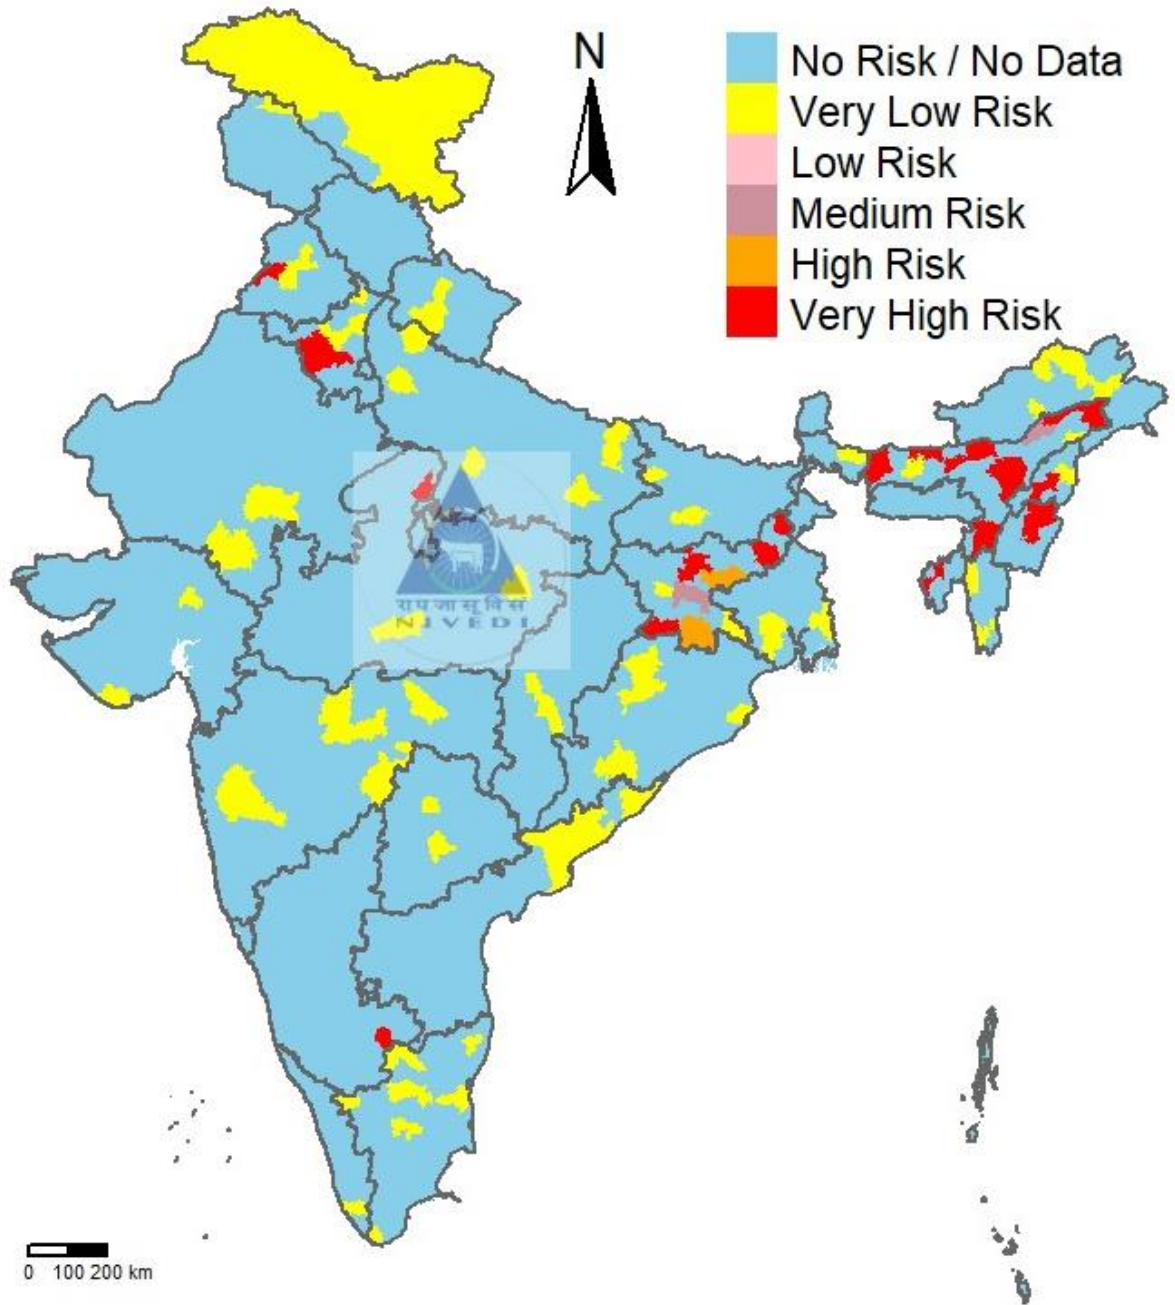 N
No Risk / No Data
Very Low Risk
Low Risk
Medium Risk
High Risk
Very High Risk
NIVEDI
0 100 200 km